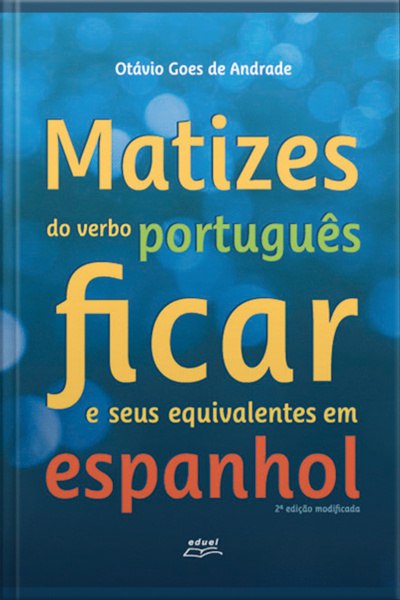 Otávio Goes de Andrade
Matizes
do verbo português
ficar
e seus equivalentes em
espanhol
2ª edição modificada
eduel